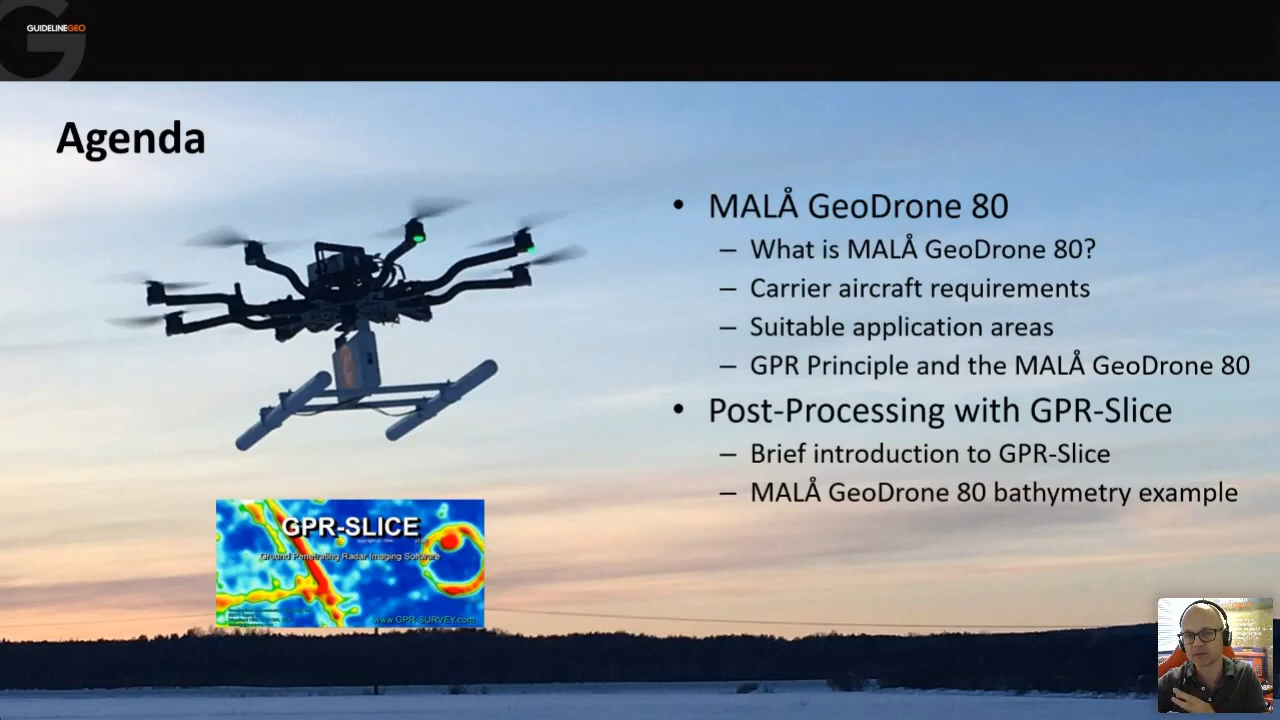 GUIDELINEGEO
Agenda
• MALÅ GeoDrone 80
– What is MALÅ GeoDrone 80?
– Carrier aircraft requirements
– Suitable application areas
– GPR Principle and the MALÅ GeoDrone 80
• Post-Processing with GPR-Slice
– Brief introduction to GPR-Slice
– MALÅ GeoDrone 80 bathymetry example
GPR-SLICE
Ground Penetrating Radar Imaging Software
www.GPR-SURVEY.com